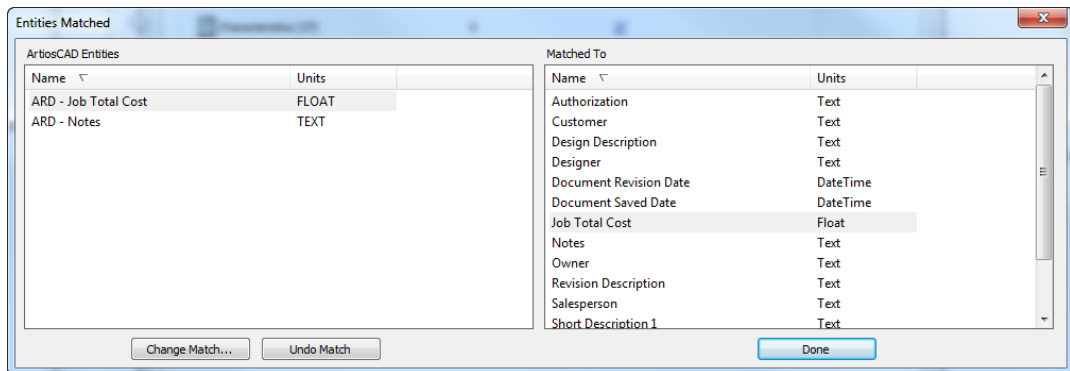 Entities Matched
ArtiosCAD Entities
Name Units
ARD - Job Total Cost FLOAT
ARD - Notes TEXT
Change Match... Undo Match
Matched To
Name Units
Authorization Text
Customer Text
Design Description Text
Designer Text
Document Revision Date DateTime
Document Saved Date DateTime
Job Total Cost Float
Notes Text
Owner Text
Revision Description Text
Salesperson Text
Short Description 1 Text
Done